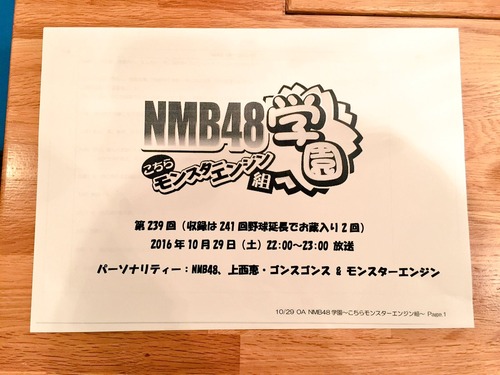 NMB48学園
こちらモンスターエンジン組
第239回（収録は241回野球延長でお蔵入り2回）
2016年10月29日（土）22:00～23:00 放送
パーソナリティー：NMB48、上西恵・ゴンスゴンス & モンスターエンジン
10/29 OA NMB48学園～こちらモンスターエンジン組～ Page.1